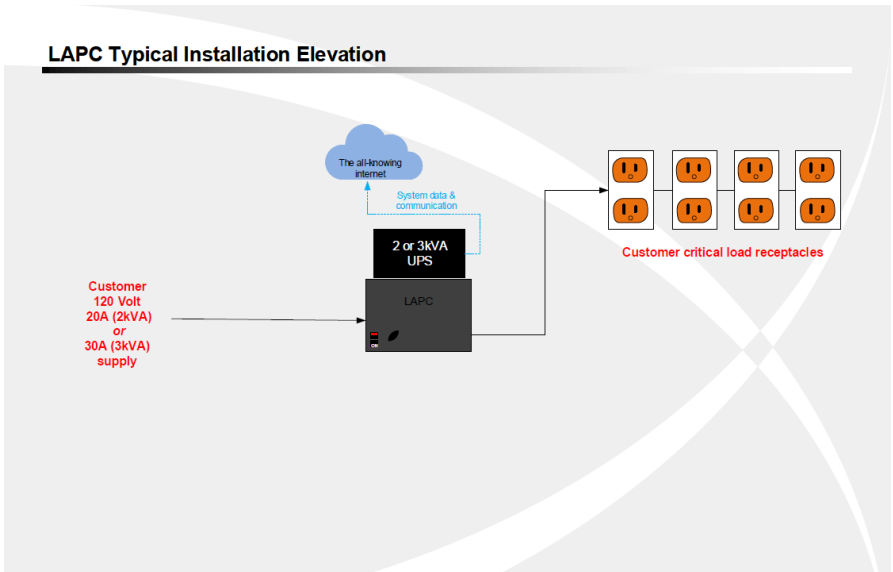 LAPC Typical Installation Elevation
The all-knowing
internet
System data &
communication
2 or 3kVA
UPS
Customer critical load receptacles
Customer
120 Volt
20A (2kVA)
or
30A (3kVA)
supply
LAPC
ON